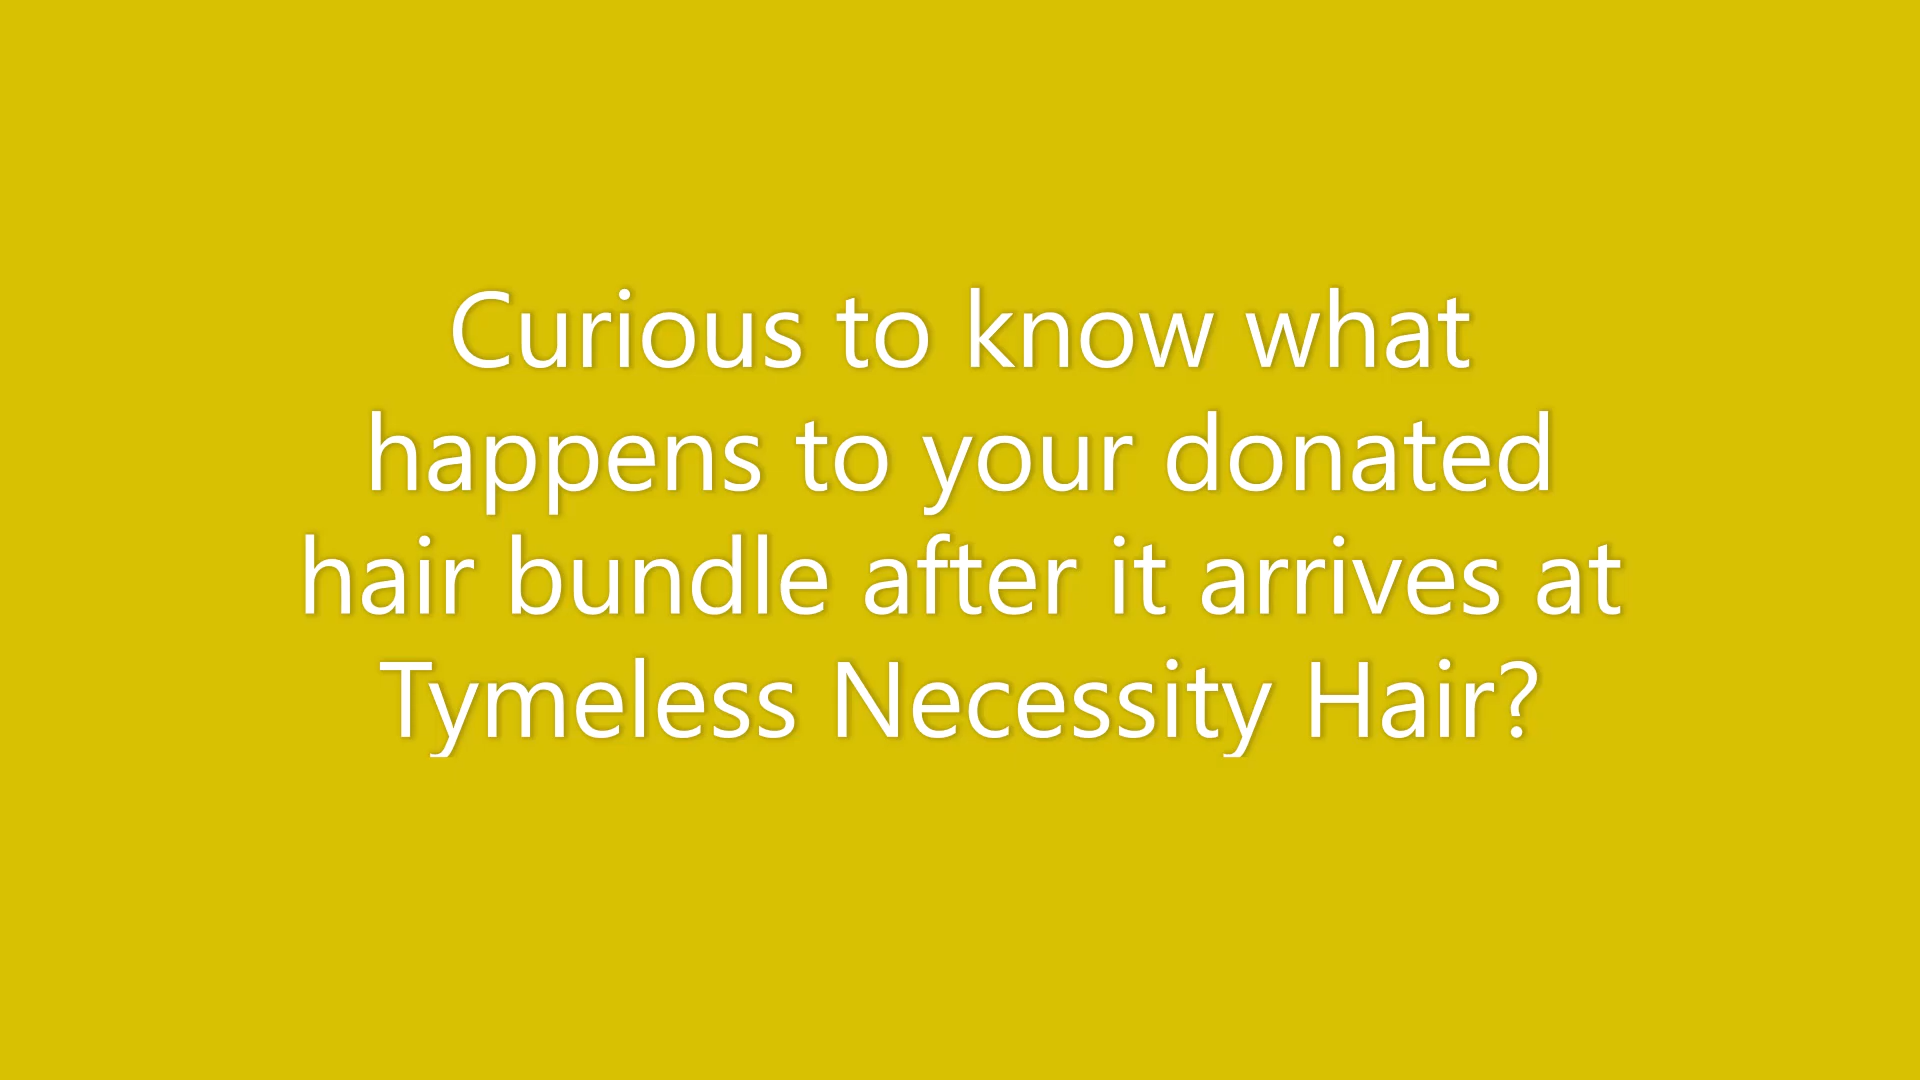 Curious to know what
happens to your donated
hair bundle after it arrives at
Tymeless Necessity Hair?